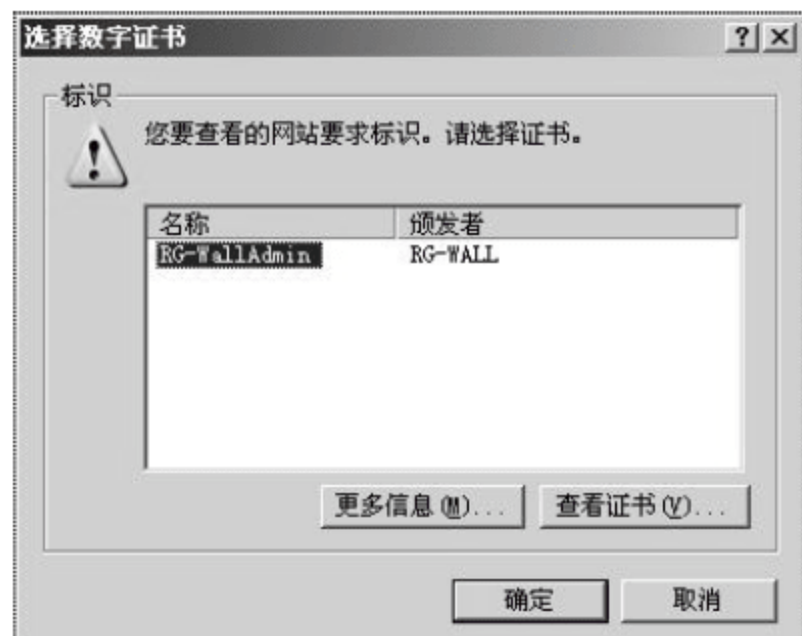 选择数字证书
标识
您要查看的网站要求标识。请选择证书。
名称 颁发者
RG-WallAdmin RG-WALL
更多信息(M)... 查看证书(V)...
确定 取消